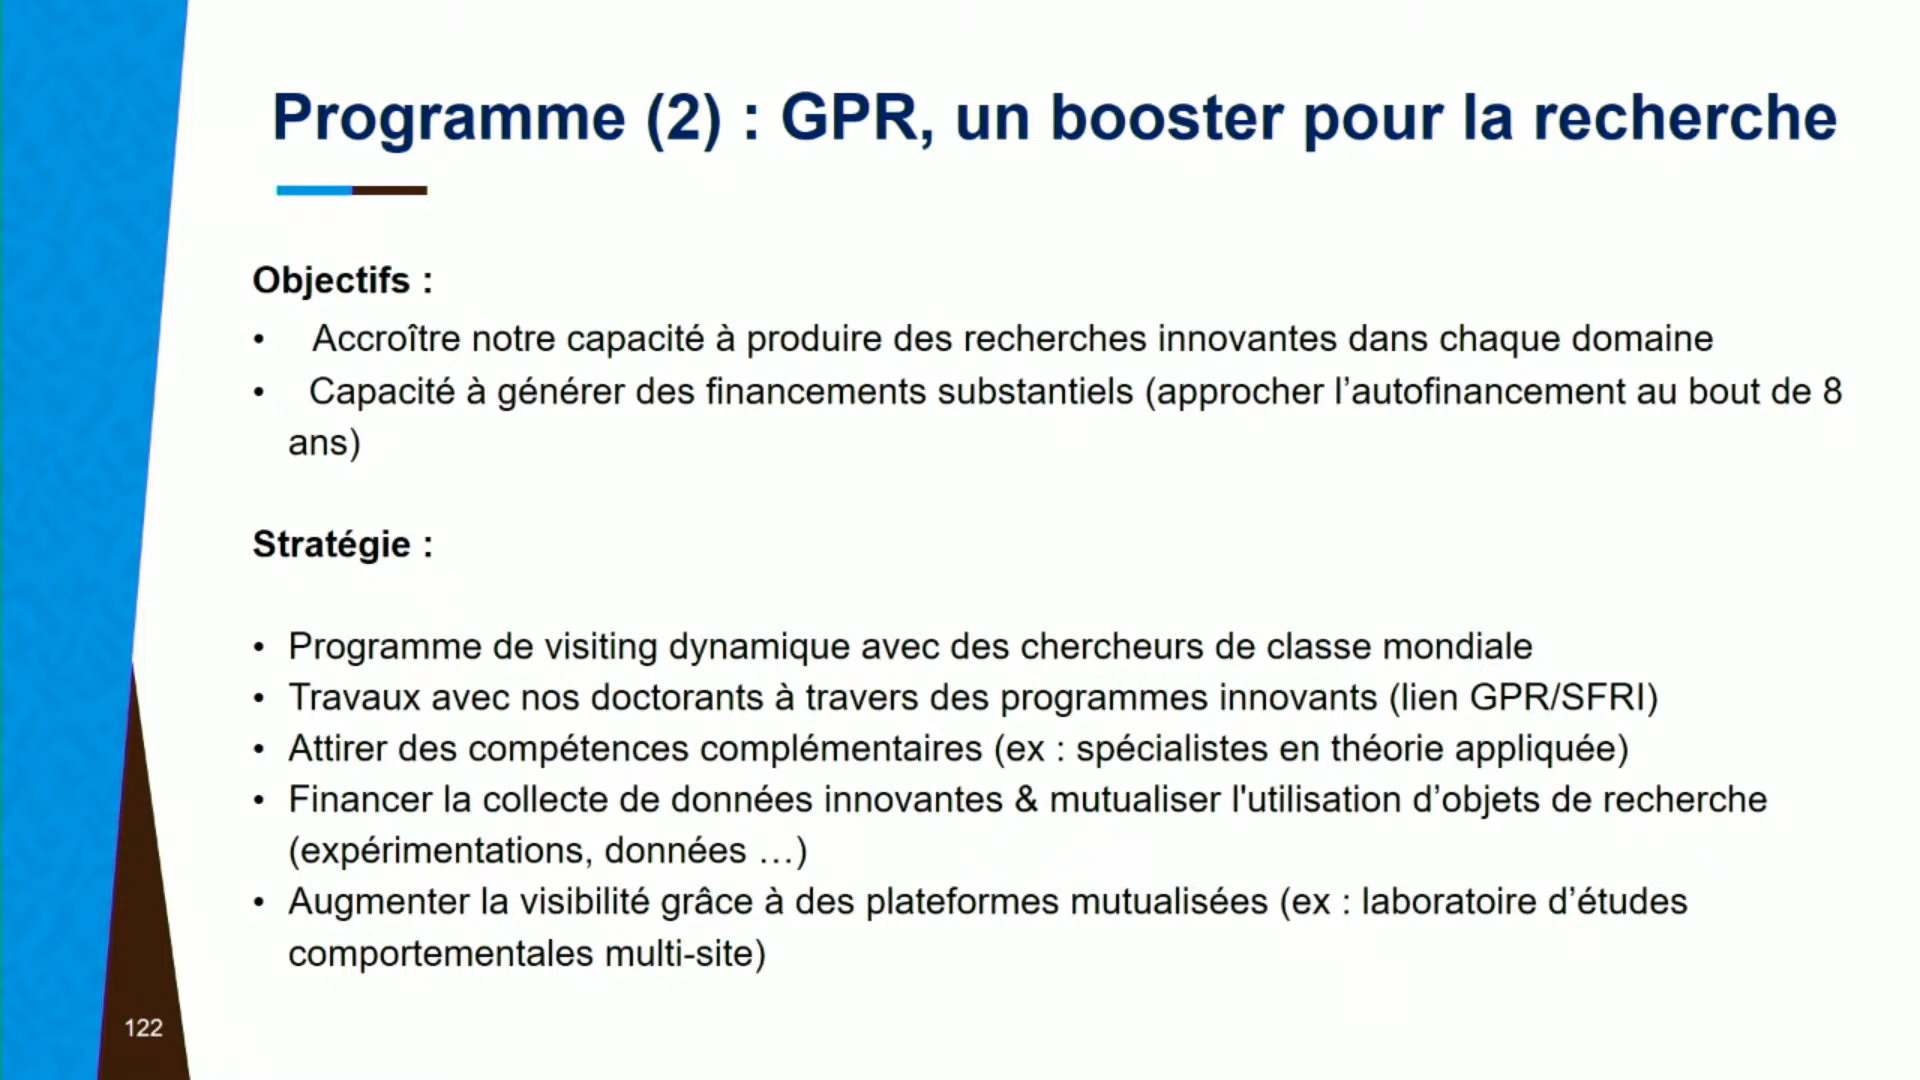 Programme (2) : GPR, un booster pour la recherche
Objectifs :
• Accroître notre capacité à produire des recherches innovantes dans chaque domaine
• Capacité à générer des financements substantiels (approcher l’autofinancement au bout de 8
ans)
Stratégie :
• Programme de visiting dynamique avec des chercheurs de classe mondiale
• Travaux avec nos doctorants à travers des programmes innovants (lien GPR/SFRI)
• Attirer des compétences complémentaires (ex : spécialistes en théorie appliquée)
• Financer la collecte de données innovantes & mutualiser l'utilisation d’objets de recherche
(expérimentations, données …)
• Augmenter la visibilité grâce à des plateformes mutualisées (ex : laboratoire d’études
comportementales multi-site)
122